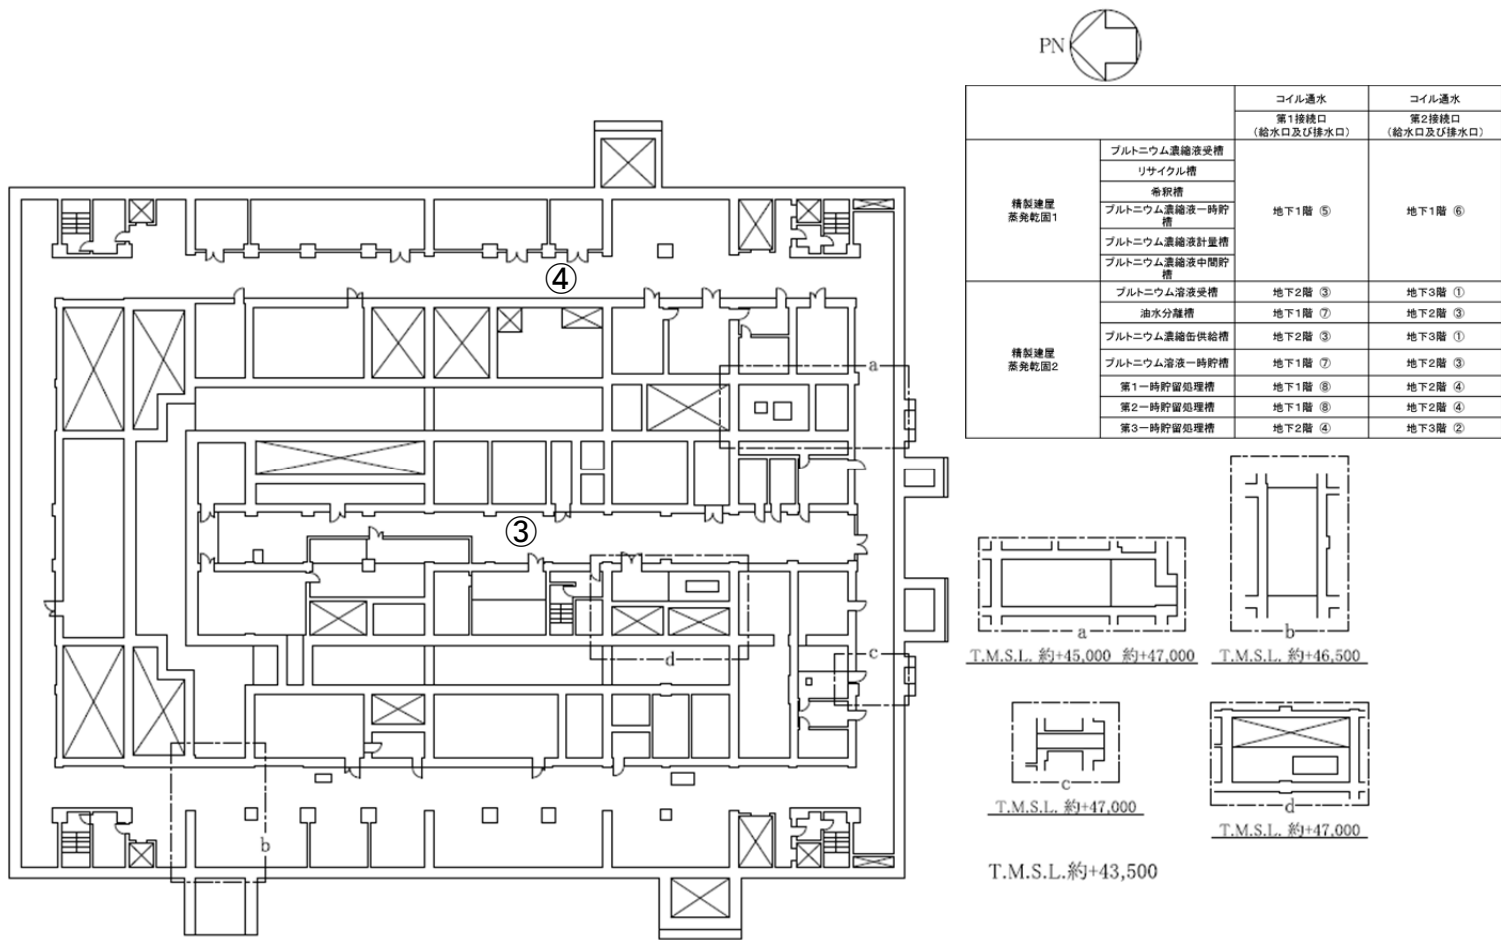 PN
コイル通水
コイル通水
第1接続口
(給水口及び排水口)
第2接続口
(給水口及び排水口)
精製建屋
蒸発乾固1
プルトニウム濃縮液受槽
リサイクル槽
希釈槽
プルトニウム濃縮液一時貯
槽
プルトニウム濃縮液計量槽
プルトニウム濃縮液中間貯
槽
地下1階 ⑤
地下1階 ⑥
精製建屋
蒸発乾固2
プルトニウム溶液受槽
地下2階 ③
地下3階 ①
油水分離槽
地下1階 ⑦
地下2階 ③
プルトニウム濃縮缶供給槽
地下2階 ③
地下3階 ①
プルトニウム溶液一時貯槽
地下1階 ⑦
地下2階 ③
第1一時貯留処理槽
地下1階 ⑧
地下2階 ④
第2一時貯留処理槽
地下1階 ⑧
地下2階 ④
第3一時貯留処理槽
地下2階 ④
地下3階 ②
④
a
③
d
c
b
a
T.M.S.L. 約+45,000 約+47,000
b
T.M.S.L. 約+46,500
c
T.M.S.L. 約+47,000
d
T.M.S.L. 約+47,000
T.M.S.L.約+43,500